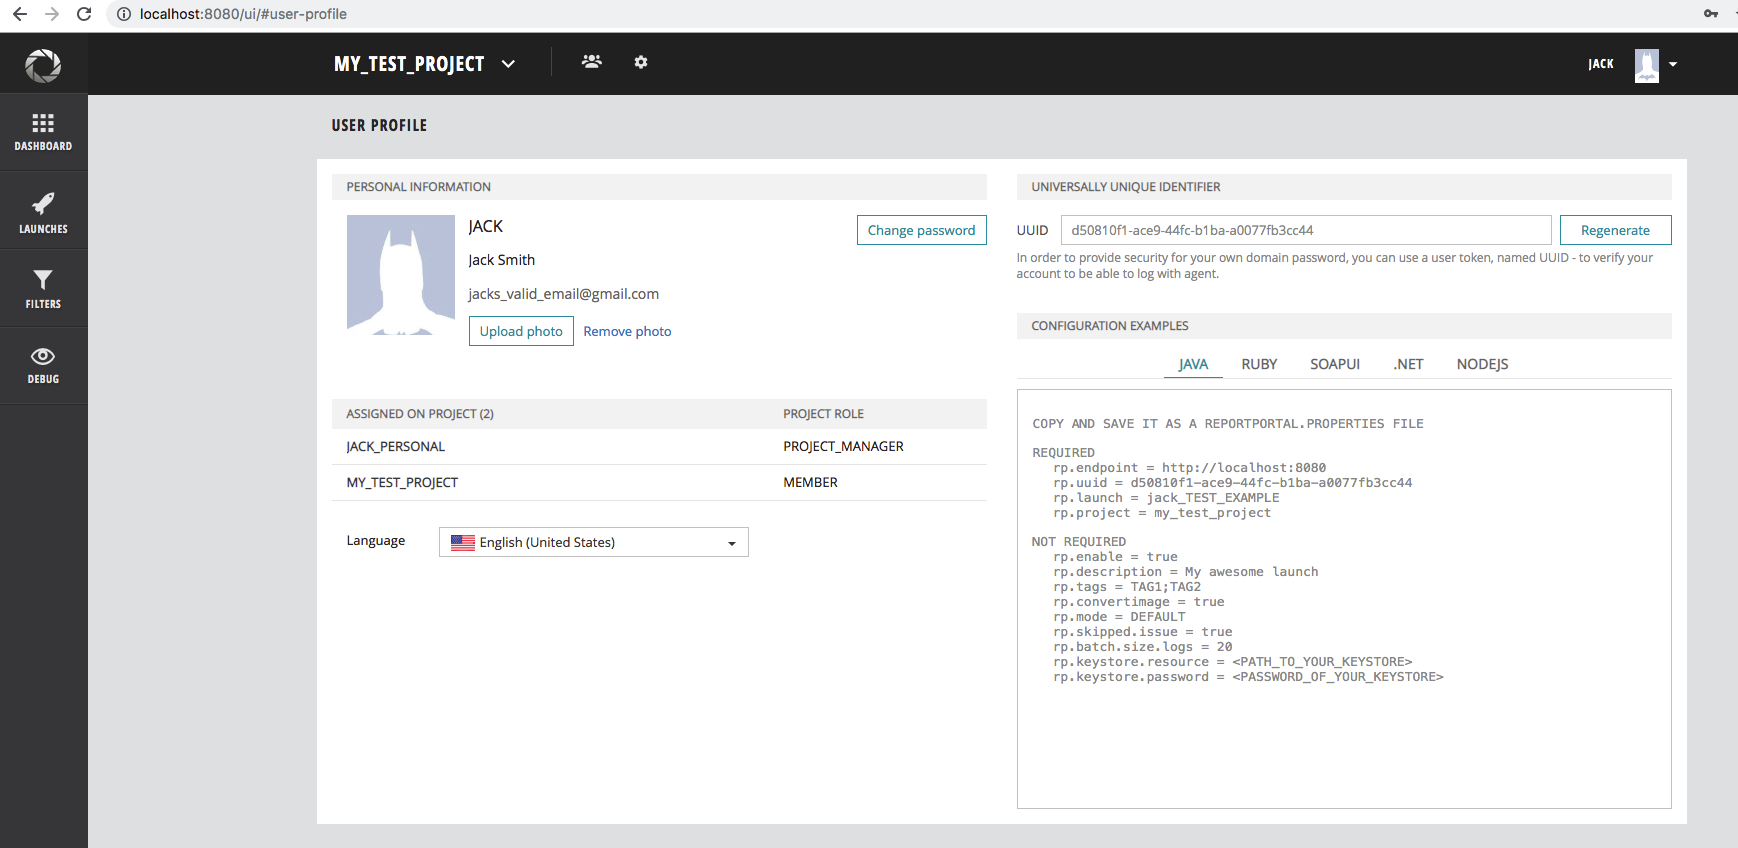 localhost:8080/ui/#user-profile
MY_TEST_PROJECT
JACK
DASHBOARD
LAUNCHES
FILTERS
DEBUG
USER PROFILE
PERSONAL INFORMATION
JACK
Change password
Jack Smith
jacks_valid_email@gmail.com
Upload photo Remove photo
ASSIGNED ON PROJECT (2) PROJECT ROLE
JACK_PERSONAL PROJECT_MANAGER
MY_TEST_PROJECT MEMBER
Language English (United States)
UNIVERSALLY UNIQUE IDENTIFIER
UUID d50810f1-ace9-44fc-b1ba-a0077fb3cc44 Regenerate
In order to provide security for your own domain password, you can use a user token, named UUID - to verify your
account to be able to log with agent.
CONFIGURATION EXAMPLES
JAVA RUBY SOAPUI .NET NODEJS
COPY AND SAVE IT AS A REPORTPORTAL.PROPERTIES FILE
REQUIRED
rp.endpoint = http://localhost:8080
rp.uuid = d50810f1-ace9-44fc-b1ba-a0077fb3cc44
rp.launch = jack_TEST_EXAMPLE
rp.project = my_test_project
NOT REQUIRED
rp.enable = true
rp.description = My awesome launch
rp.tags = TAG1;TAG2
rp.convertimage = true
rp.mode = DEFAULT
rp.skipped.issue = true
rp.batch.size.logs = 20
rp.keystore.resource = <PATH_TO_YOUR_KEYSTORE>
rp.keystore.password = <PASSWORD_OF_YOUR_KEYSTORE>